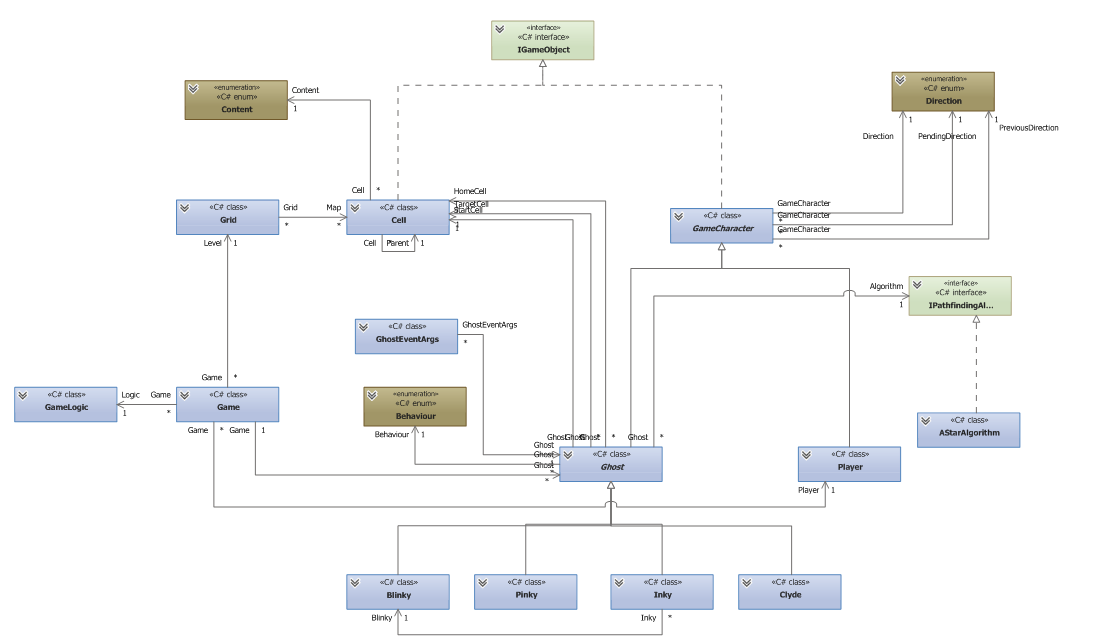 «interface»
«C# interface»
IGameObject
«enumeration»
«C# enum»
Content
Content
1
«enumeration»
«C# enum»
Direction
1
1
1
PreviousDirection
Direction
PendingDirection
Cell
*
HomeCell
TargetCell
StartCell
1
«C# class»
Grid
Grid
*
Map
*
«C# class»
Cell
GameCharacter
GameCharacter
*
GameCharacter
*
«C# class»
GameCharacter
Level
1
Cell
*
Parent
1
Algorithm
1
«interface»
«C# interface»
IPathfindingAl...
«C# class»
GhostEventArgs
GhostEventArgs
*
Game
*
«C# class»
GameLogic
Logic
1
Game
*
«C# class»
Game
«enumeration»
«C# enum»
Behaviour
Behaviour
1
«C# class»
AStarAlgorithm
Game
*
Game
1
Ghost
Ghost
Ghost
*
*
Ghost
*
Ghost
Ghost
Ghost
*
*
«C# class»
Ghost
«C# class»
Player
Player
1
«C# class»
Blinky
«C# class»
Pinky
«C# class»
Inky
«C# class»
Clyde
Blinky
1
Inky
*